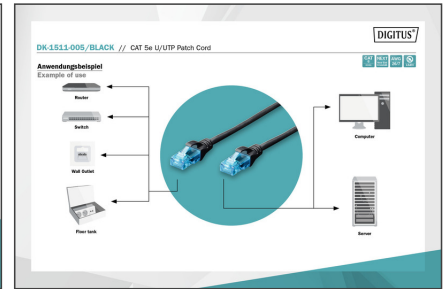 DIGITUS®
DK-1511-005/BLACK // CAT 5e U/UTP Patch Cord
Anwendungsbeispiel
Example of use
Router
Switch
Wall Outlet
Floor tank
Computer
Server